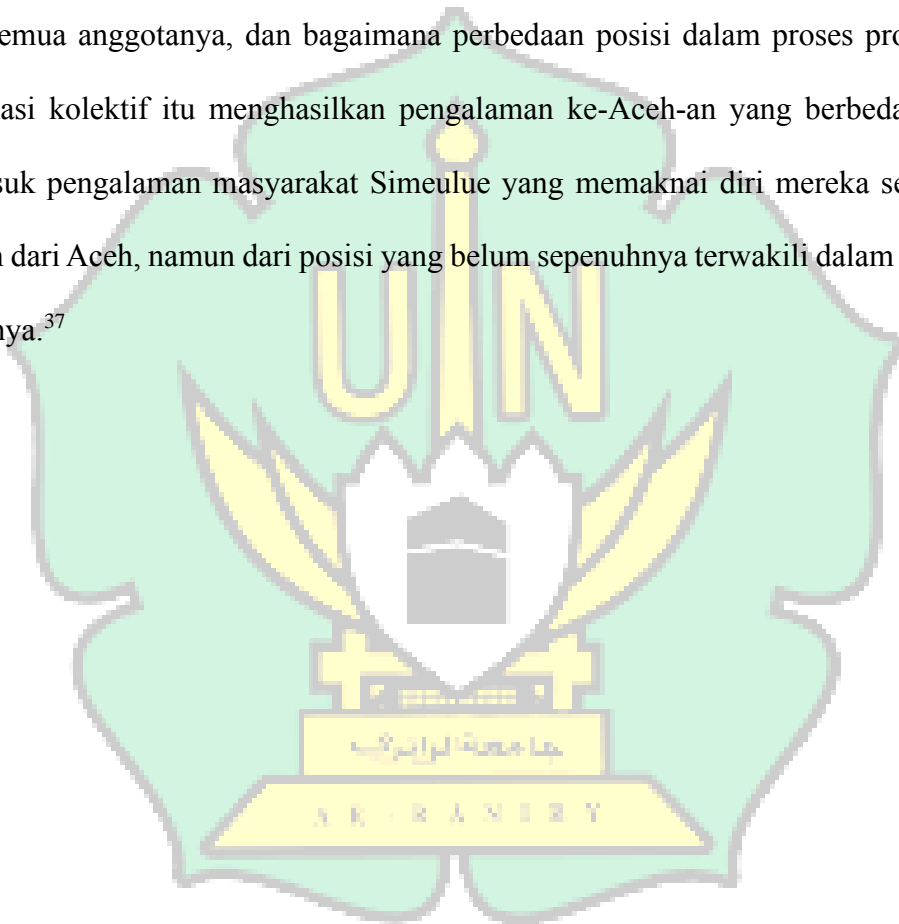 emua anggotanya, dan bagaimana perbedaan posisi dalam proses pro
asi kolektif itu menghasilkan pengalaman ke-Aceh-an yang berbeda
suk pengalaman masyarakat Simeulue yang memaknai diri mereka se
n dari Aceh, namun dari posisi yang belum sepenuhnya terwakili dalam
nya.37
UIN
AR-RANIRY